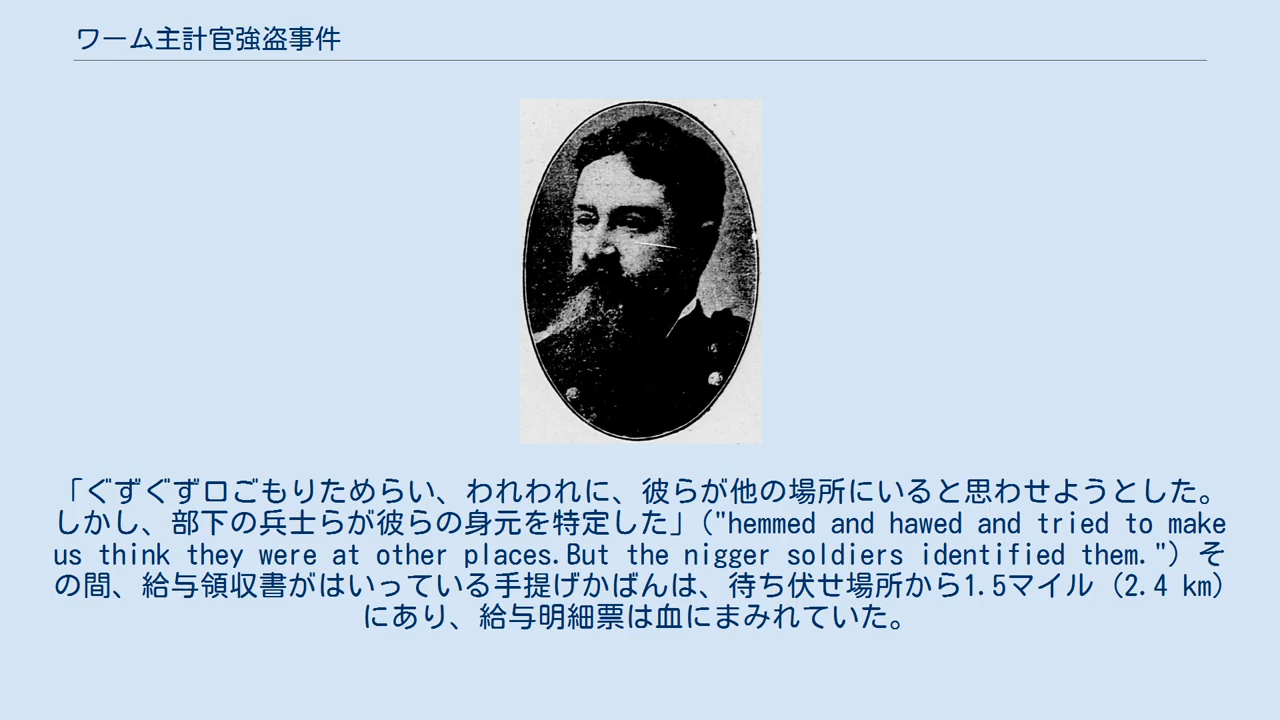 ワーム主計官強盗事件
「ぐずぐず口ごもりためらい、われわれに、彼らが他の場所にいると思わせようとした。
しかし、部下の兵士らが彼らの身元を特定した」("hemmed and hawed and tried to make
us think they were at other places.But the nigger soldiers identified them.") そ
の間、給与領収書がはいっている手提げかばんは、待ち伏せ場所から1.5マイル (2.4 km)
にあり、給与明細票は血にまみれていた。